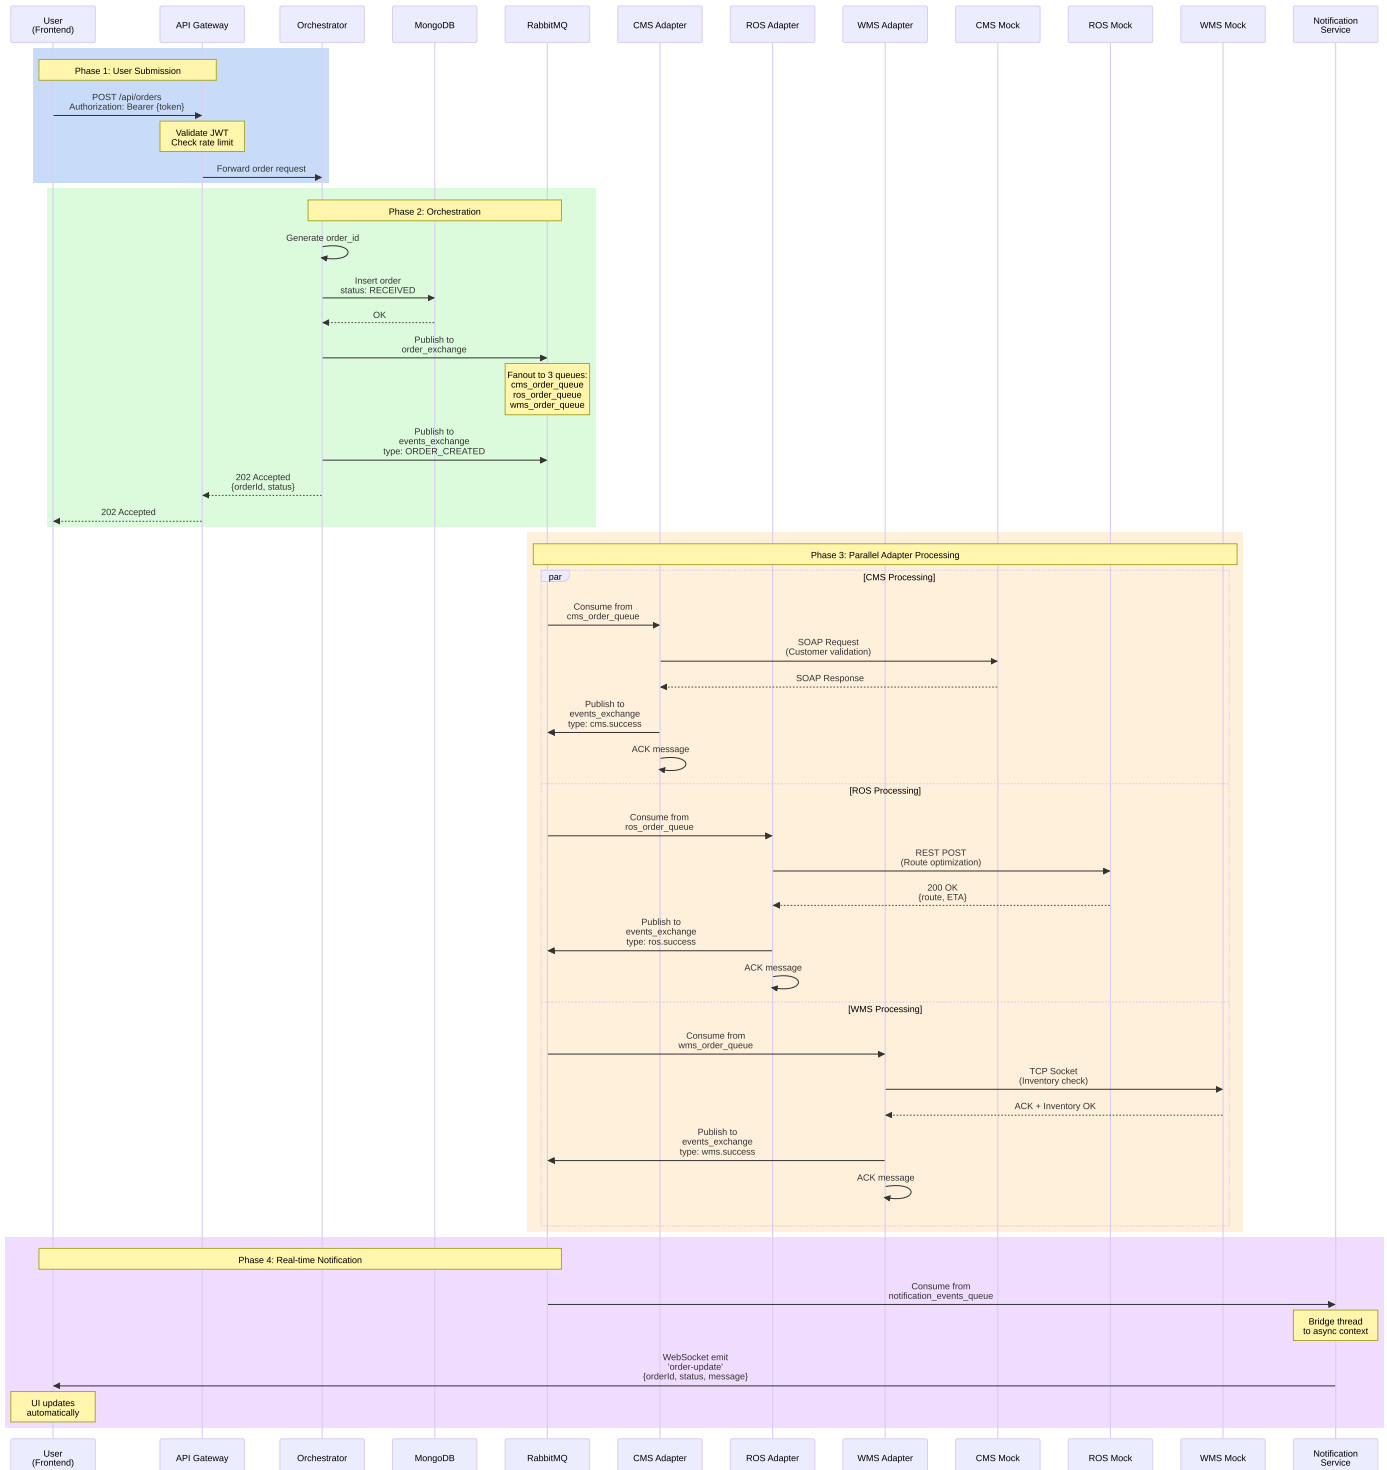 User
(Frontend)
API Gateway
Orchestrator
MongoDB
RabbitMQ
CMS Adapter
ROS Adapter
WMS Adapter
CMS Mock
ROS Mock
WMS Mock
Notification
Service
Phase 1: User Submission
POST /api/orders
Authorization: Bearer {token}
Validate JWT
Check rate limit
Forward order request
Phase 2: Orchestration
Generate order_id
Insert order
status: RECEIVED
OK
Publish to
order_exchange
Fanout to 3 queues:
cms_order_queue
ros_order_queue
wms_order_queue
Publish to
events_exchange
type: ORDER_CREATED
202 Accepted
{orderId, status}
202 Accepted
Phase 3: Parallel Adapter Processing
par
[CMS Processing]
Consume from
cms_order_queue
SOAP Request
(Customer validation)
SOAP Response
Publish to
events_exchange
type: cms.success
ACK message
[ROS Processing]
Consume from
ros_order_queue
REST POST
(Route optimization)
200 OK
{route, ETA}
Publish to
events_exchange
type: ros.success
ACK message
[WMS Processing]
Consume from
wms_order_queue
TCP Socket
(Inventory check)
ACK + Inventory OK
Publish to
events_exchange
type: wms.success
ACK message
Phase 4: Real-time Notification
Consume from
notification_events_queue
Bridge thread
to async context
WebSocket emit
'order-update'
{orderId, status, message}
UI updates
automatically
User
(Frontend)
API Gateway
Orchestrator
MongoDB
RabbitMQ
CMS Adapter
ROS Adapter
WMS Adapter
CMS Mock
ROS Mock
WMS Mock
Notification
Service